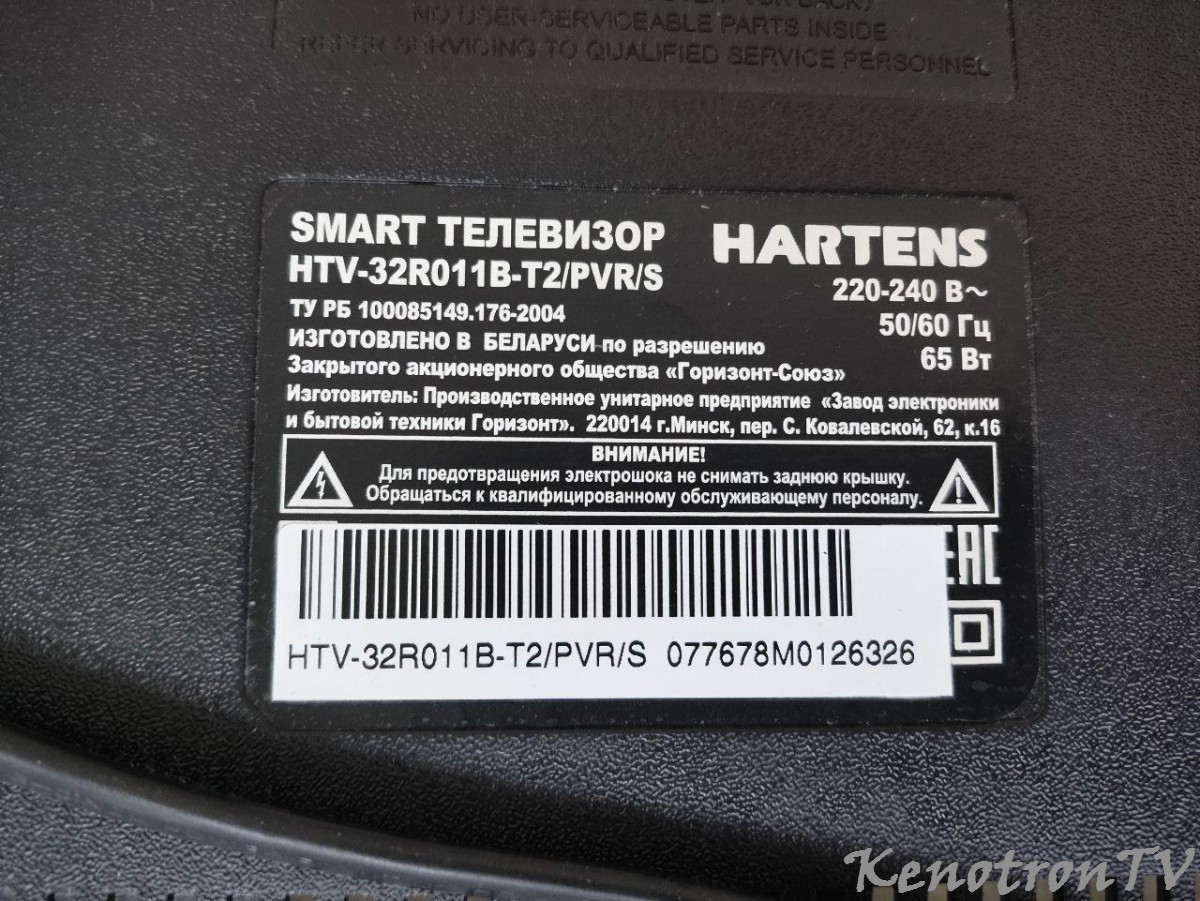 NO USER-SERVICEABLE PARTS INSIDE
REFER SERVICING TO QUALIFIED SERVICE PERSONNEL
SMART ТЕЛЕВИЗОР
HTV-32R011B-T2/PVR/S
HARTENS
220-240 В~
50/60 Гц
65 Вт
ТУ РБ 100085149.176-2004
ИЗГОТОВЛЕНО В БЕЛАРУСИ по разрешению
Закрытого акционерного общества «Горизонт-Союз»
Изготовитель: Производственное унитарное предприятие «Завод электроники
и бытовой техники Горизонт». 220014 г.Минск, пер. С. Ковалевской, 62, к.16
ВНИМАНИЕ!
Для предотвращения электрошока не снимать заднюю крышку.
Обращаться к квалифицированному обслуживающему персоналу.
EAC
HTV-32R011B-T2/PVR/S 077678M0126326
KenotronTV